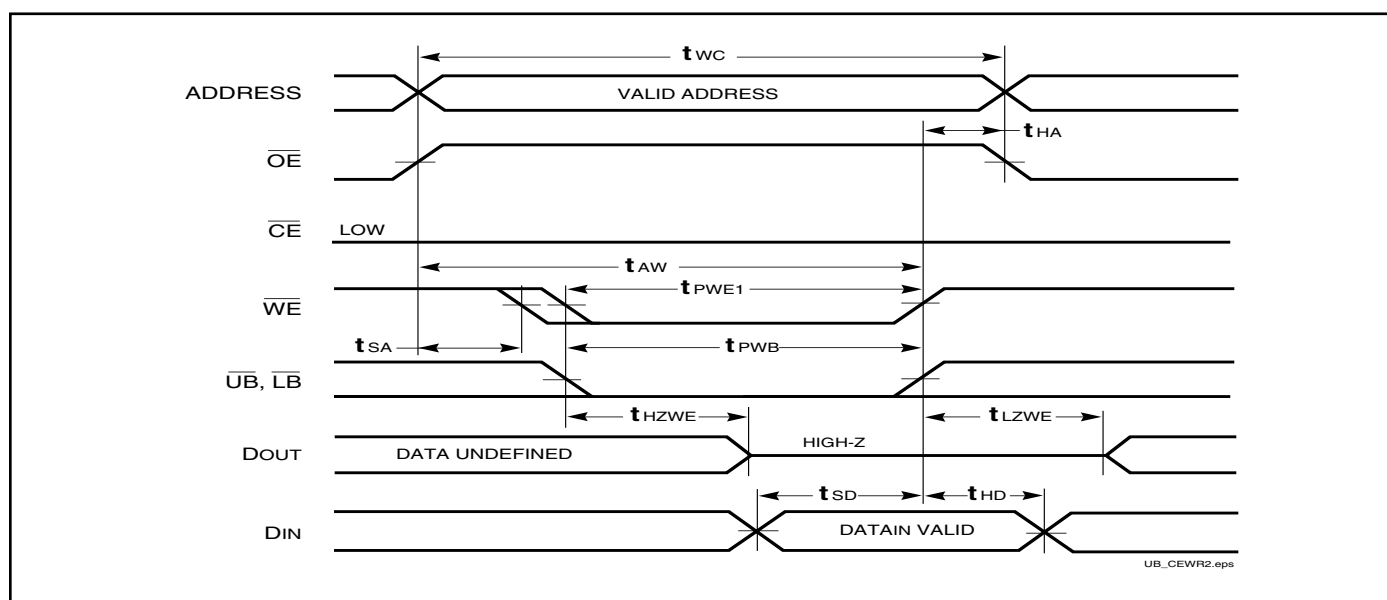 tWC
ADDRESS VALID ADDRESS
tHA
OE
CE LOW
tAW
WE tPWE1
tSA tPWB
UB, LB
tHZWE tLZWE
DOUT DATA UNDEFINED HIGH-Z
tSD tHD
DIN DATAIN VALID
UB_CEWR2.eps